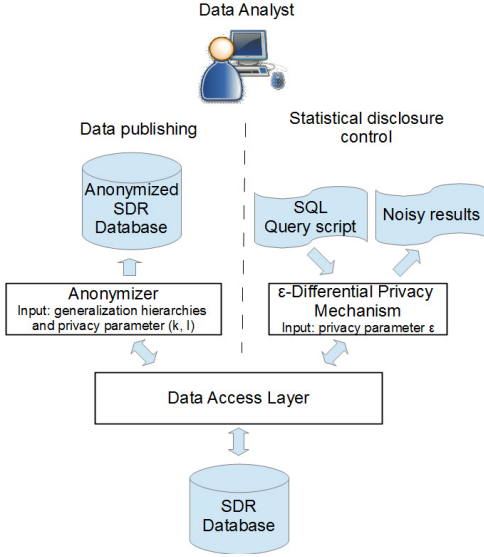 Data Analyst
Data publishing
Statistical disclosure
control
Anonymized
SDR
Database
SQL
Query script
Noisy results
Anonymizer
Input: generalization hierarchies
and privacy parameter (k, l)
ε-Differential Privacy
Mechanism
Input: privacy parameter ε
Data Access Layer
SDR
Database